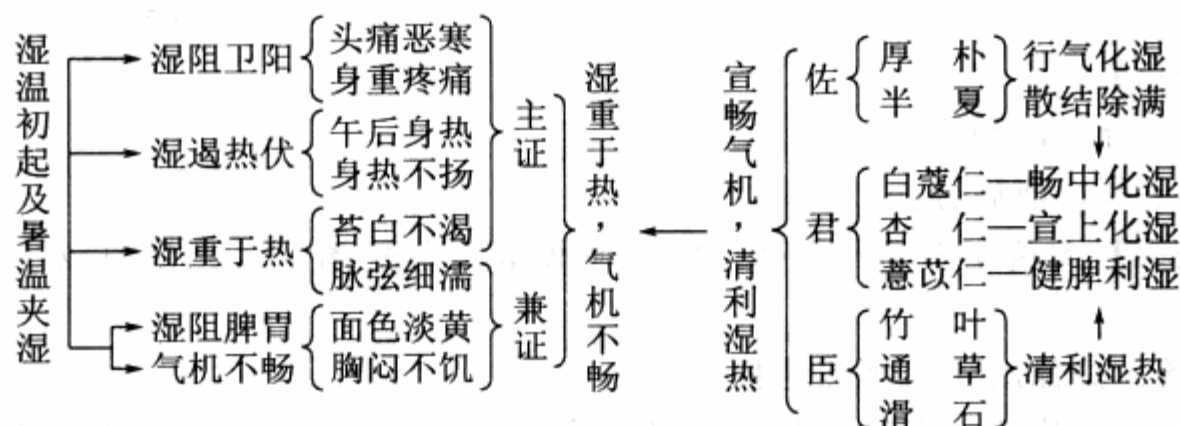 湿温初起及暑温夹湿
湿阻卫阳
头痛恶寒
身重疼痛
湿遏热伏
午后身热
身热不扬
湿重于热
苔白不渴
脉弦细濡
湿阻脾胃
气机不畅
面色淡黄
胸闷不饥
主证
兼证
湿重于热，气机不畅
宣畅气机，清利湿热
佐
厚 朴
半 夏
行气化湿
散结除满
君
白蔻仁—畅中化湿
杏 仁—宣上化湿
薏苡仁—健脾利湿
臣
竹 叶
通 草
滑 石
清利湿热